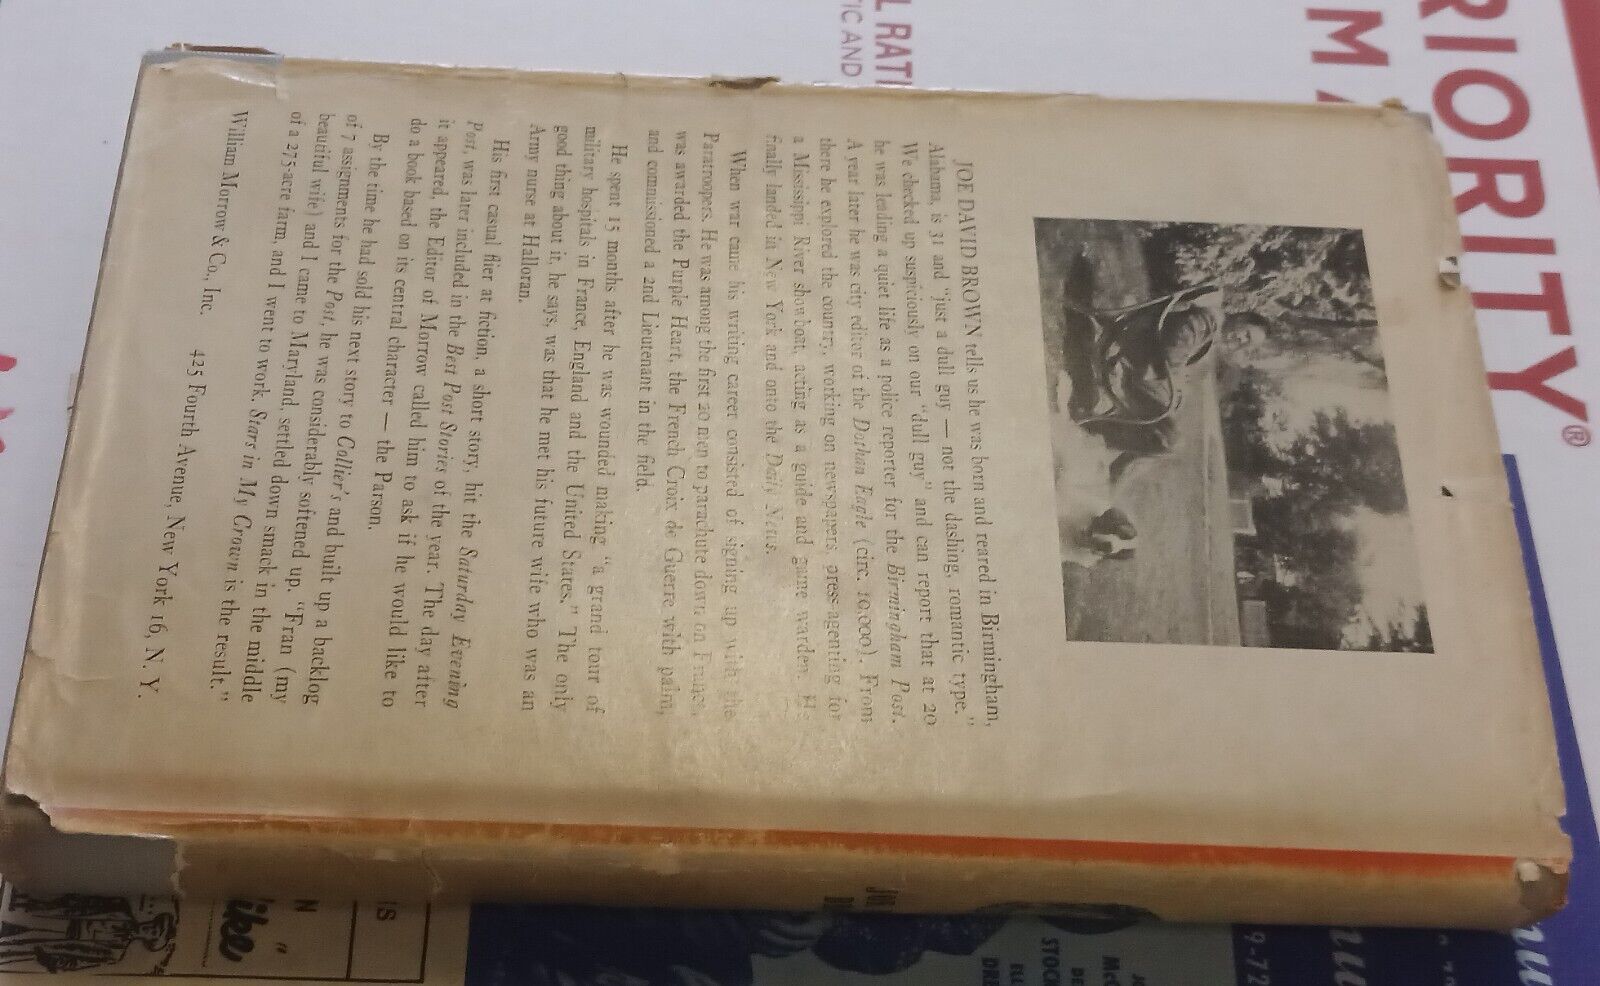 JOE DAVID BROWN tells us he was born and reared in Birmingham,
Alabama, is 31 and "just a dull guy — not the dashing, romantic type."
We checked up suspiciously on our "dull guy" and can report that at 20
he was leading a quiet life as a police reporter for the Birmingham Post.
A year later he was city editor of the Dothan Eagle (circ. 10,000). From
there he explored the country, working on newspapers, press-agenting for
a Mississippi River showboat, acting as a guide and game warden. He
finally landed in New York and onto the Daily News.
When war came his writing career consisted of signing up with the
Paratroopers. He was among the first 20 men to parachute down on France,
was awarded the Purple Heart, the French Croix de Guerre with palm,
and commissioned a 2nd Lieutenant in the field.
He spent 15 months after he was wounded making "a grand tour of
military hospitals in France, England and the United States." The only
good thing about it, he says, was that he met his future wife who was an
Army nurse at Halloran.
His first casual flier at fiction, a short story, hit the Saturday Evening
Post, was later included in the Best Post Stories of the year. The day after
it appeared, the Editor of Morrow called him to ask if he would like to
do a book based on its central character — the Parson.
By the time he had sold his next story to Collier's and built up a backlog
of 7 assignments for the Post, he was considerably softened up. "Fran (my
beautiful wife) and I came to Maryland, settled down smack in the middle
of a 275-acre farm, and I went to work. Stars in My Crown is the result."
William Morrow & Co., Inc. 425 Fourth Avenue, New York 16, N. Y.
RIORITY®
M A
L RATI
IC AND
IS
N
"
ike
STOCK
9-72